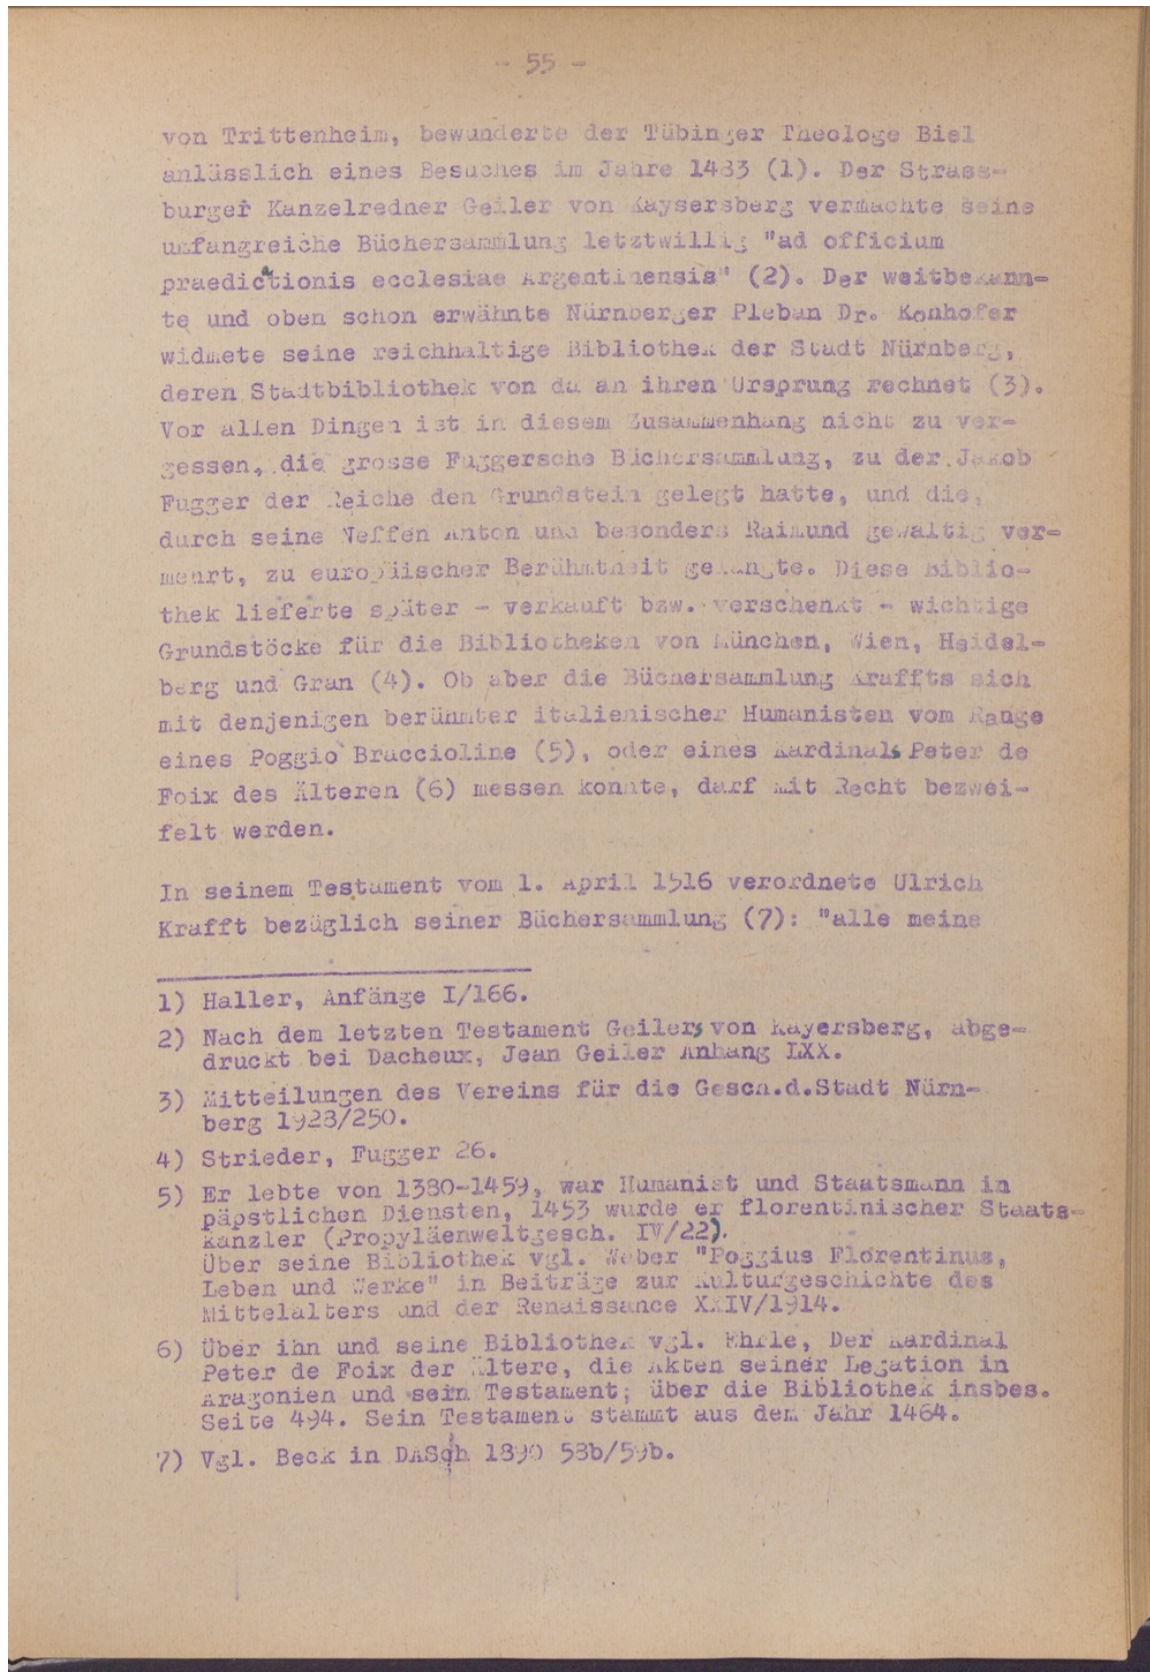 - 55 -
von Trittenheim, bewunderte der Tübinger Theologe Biel
anlässlich eines Besuches im Jahre 1483 (1). Der Strass-
burger Kanzelredner Geiler von Kaysersberg vermachte seine
umfangreiche Büchersammlung letztwillig "ad officium
praedicationis ecclesiae Argentinensis" (2). Der weitbekann-
te und oben schon erwähnte Nürnberger Pleban Dr. Konhofer
widmete seine reichhaltige Bibliothek der Stadt Nürnberg,
deren Stadtbibliothek von da an ihren Ursprung rechnet (3).
Vor allen Dingen ist in diesem Zusammenhang nicht zu ver-
gessen, die grosse Fuggersche Büchersammlung, zu der Jakob
Fugger der Reiche den Grundstein gelegt hatte, und die,
durch seine Neffen Anton und besonders Raimund gewaltig ver-
mehrt, zu europäischer Berühmtheit gelangte. Diese Biblio-
thek lieferte später - verkauft bzw. verschenkt - wichtige
Grundstöcke für die Bibliotheken von München, Wien, Heidel-
berg und Gran (4). Ob aber die Büchersammlung Kraffts sich
mit denjenigen berühmter italienischer Humanisten vom Range
eines Poggio Braccioline (5), oder eines Kardinals Peter de
Foix des Älteren (6) messen konnte, darf mit Recht bezwei-
felt werden.
In seinem Testament vom 1. April 1516 verordnete Ulrich
Krafft bezüglich seiner Büchersammlung (7): "alle meine
1) Haller, Anfänge I/166.
2) Nach dem letzten Testament Geilers von Kayersberg, abge-
druckt bei Dacheux, Jean Geiler Anhang LXX.
3) Mitteilungen des Vereins für die Gesch.d.Stadt Nürn-
berg 1928/250.
4) Strieder, Fugger 26.
5) Er lebte von 1380-1459, war Humanist und Staatsmann in
päpstlichen Diensten, 1453 wurde er florentinischer Staats-
kanzler (Propyläenweltgesch. IV/22).
Über seine Bibliothek vgl. Weber "Poggius Florentinus,
Leben und Werke" in Beiträge zur Kulturgeschichte des
Mittelalters und der Renaissance XXIV/1914.
6) Über ihn und seine Bibliothek vgl. Ehrle, Der Kardinal
Peter de Foix der Ältere, die Akten seiner Legation in
Aragonien und sein Testament; über die Bibliothek insbes.
Seite 494. Sein Testament stammt aus dem Jahr 1464.
7) Vgl. Beck in DASch 1890 58b/59b.